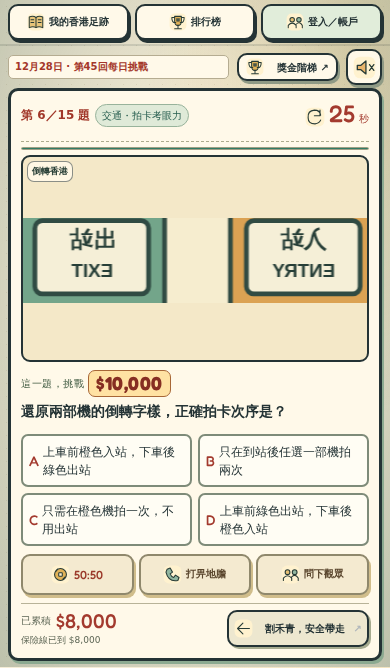 我的香港足跡
排行榜
登入／帳戶
12月28日・第45回每日挑戰
獎金階梯 ↗
第 6／15 題
交通・拍卡考眼力
25 秒
倒轉香港
出站
EXIT
入站
ENTRY
這一題，挑戰 $10,000
還原兩部機的倒轉字樣，正確拍卡次序是？
A 上車前橙色入站，下車後綠色出站
B 只在到站後任選一部機拍兩次
C 只需在橙色機拍一次，不用出站
D 上車前綠色出站，下車後橙色入站
50:50
打畀地膽
問下觀眾
已累積 $8,000
保險線已到 $8,000
割禾青，安全帶走 ↗